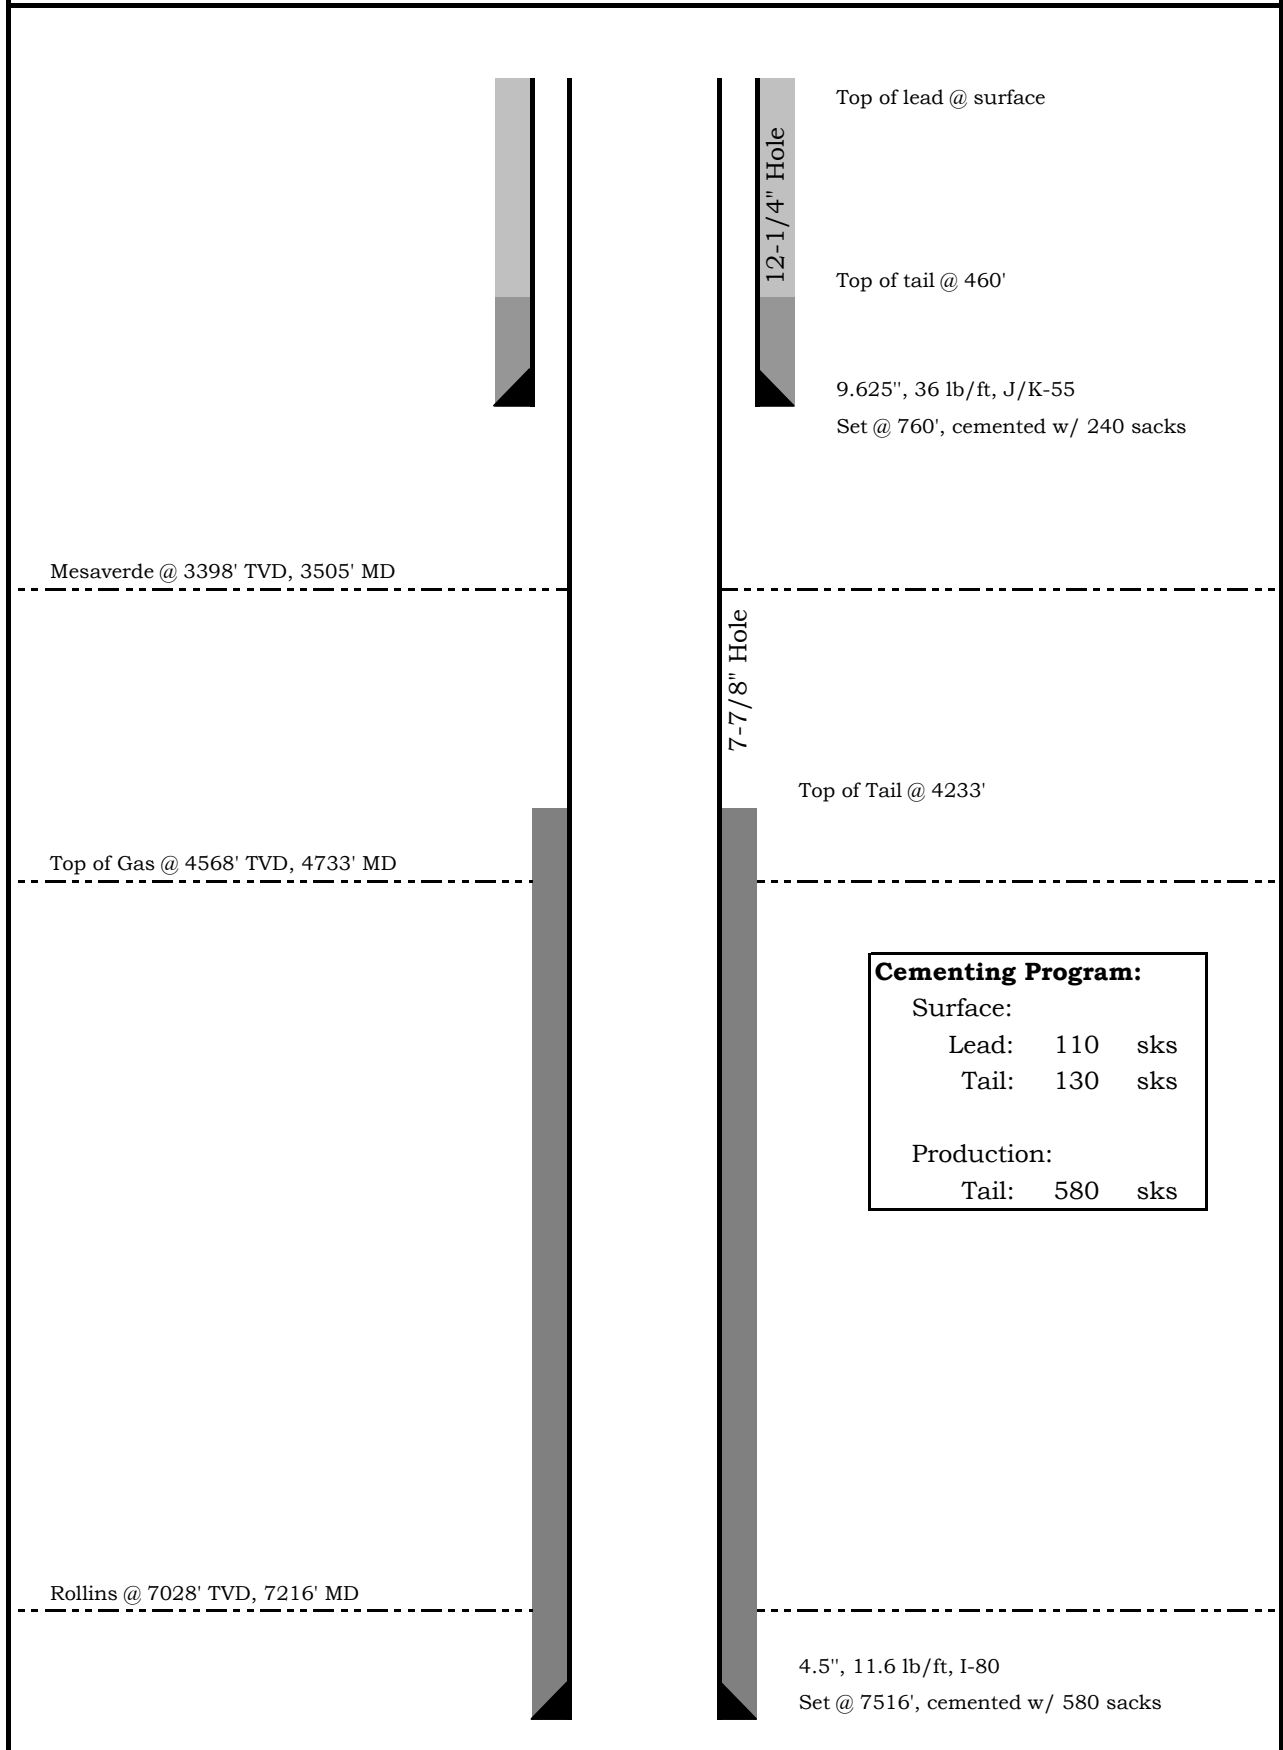 Top of lead @ surface
12-1/4" Hole
Top of tail @ 460'
9.625", 36 lb/ft, J/K-55
Set @ 760', cemented w/ 240 sacks
Mesaverde @ 3398' TVD, 3505' MD
7-7/8" Hole
Top of Tail @ 4233'
Top of Gas @ 4568' TVD, 4733' MD
Cementing Program:
Surface:
Lead: 110 sks
Tail: 130 sks
Production:
Tail: 580 sks
Rollins @ 7028' TVD, 7216' MD
4.5", 11.6 lb/ft, I-80
Set @ 7516', cemented w/ 580 sacks